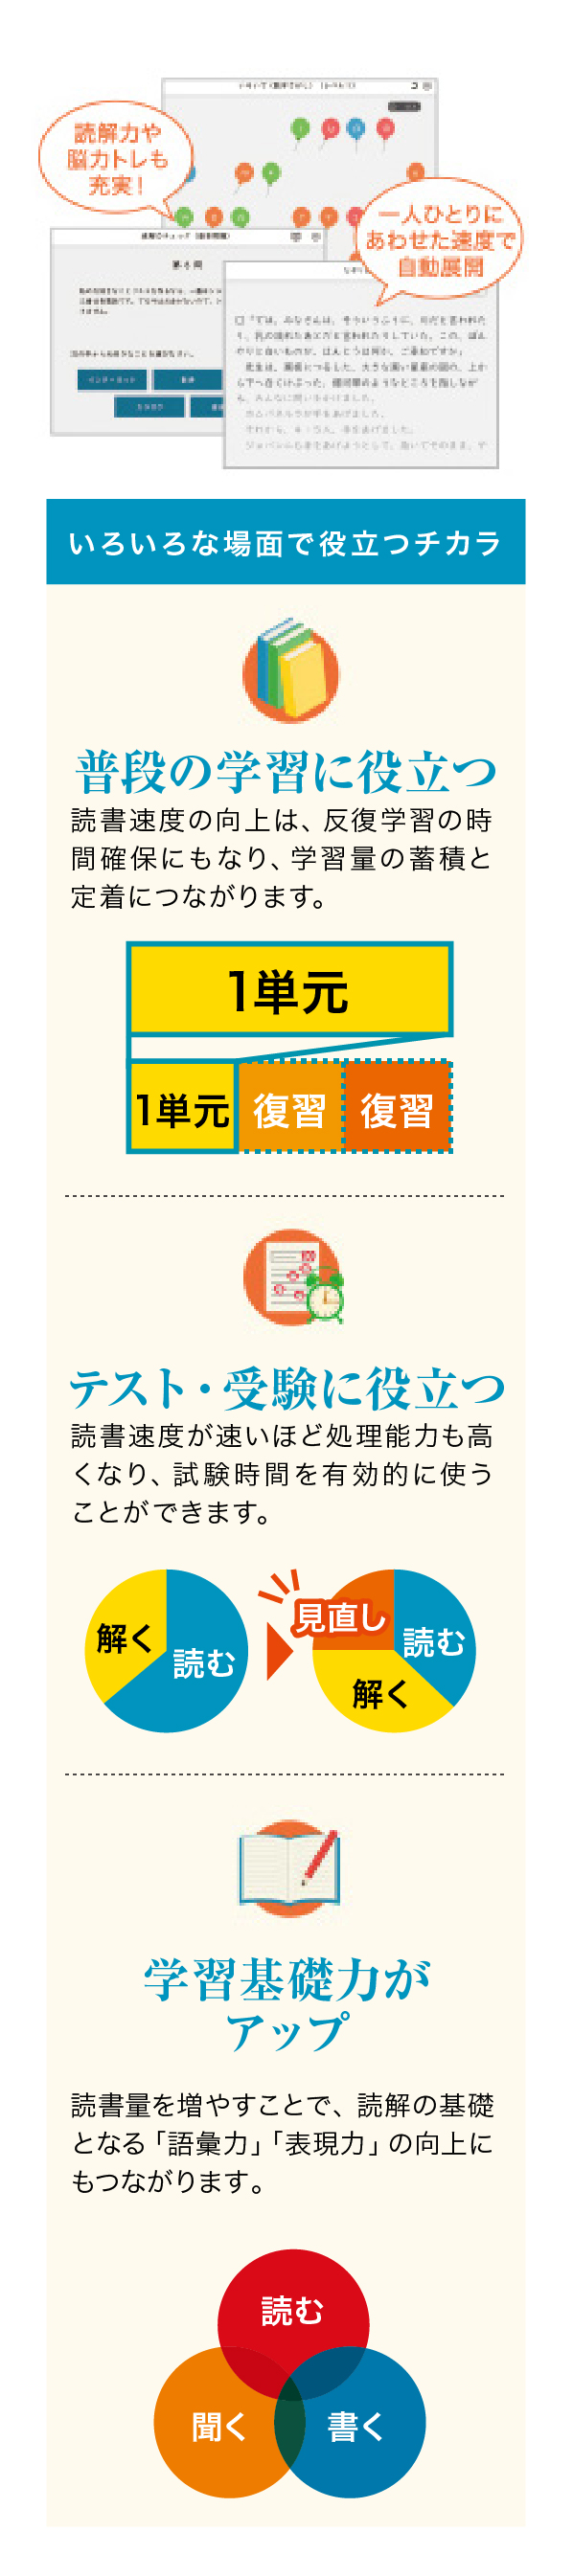 読解力や
脳力トレも
充実！
一人ひとりに
あわせた速度で
自動展開
第8問
いろいろな場面で役立つチカラ
普段の学習に役立つ
読書速度の向上は、反復学習の時
間確保にもなり、学習量の蓄積と
定着につながります。
1単元
1単元 復習 復習
テスト・受験に役立つ
読書速度が速いほど処理能力も高
くなり、試験時間を有効的に使う
ことができます。
解く 読む
見直し 読む
解く
学習基礎力が
アップ
読書量を増やすことで、読解の基礎
となる「語彙力」「表現力」の向上に
もつながります。
読む
聞く 書く